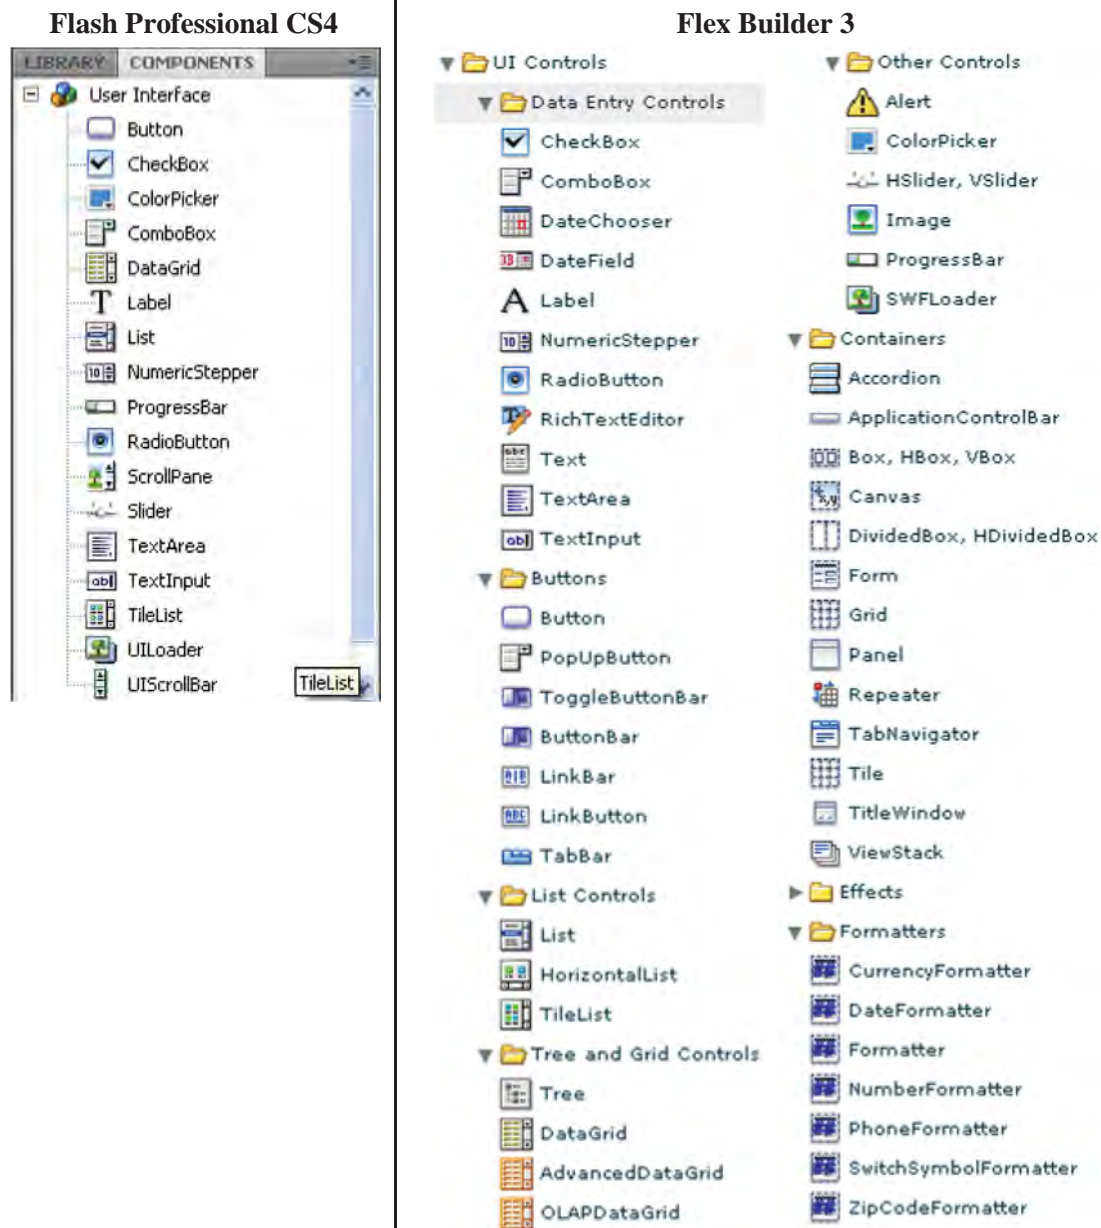 Flash Professional CS4
LIBRARY COMPONENTS
User Interface
Button
CheckBox
ColorPicker
ComboBox
DataGrid
Label
List
NumericStepper
ProgressBar
RadioButton
ScrollPane
Slider
TextArea
TextInput
TileList
UILoader
UIScrollBar
TileList
Flex Builder 3
UI Controls
Data Entry Controls
CheckBox
ComboBox
DateChooser
DateField
Label
NumericStepper
RadioButton
RichTextEditor
Text
TextArea
TextInput
Buttons
Button
PopUpButton
ToggleButtonBar
ButtonBar
LinkBar
LinkButton
TabBar
List Controls
List
HorizontalList
TileList
Tree and Grid Controls
Tree
DataGrid
AdvancedDataGrid
OLAPDataGrid
Other Controls
Alert
ColorPicker
HSlider, VSlider
Image
ProgressBar
SWFLoader
Containers
Accordion
ApplicationControlBar
Box, HBox, VBox
Canvas
DividedBox, HDividedBox
Form
Grid
Panel
Repeater
TabNavigator
Tile
TitleWindow
ViewStack
Effects
Formatters
CurrencyFormatter
DateFormatter
Formatter
NumberFormatter
PhoneFormatter
SwitchSymbolFormatter
ZipCodeFormatter